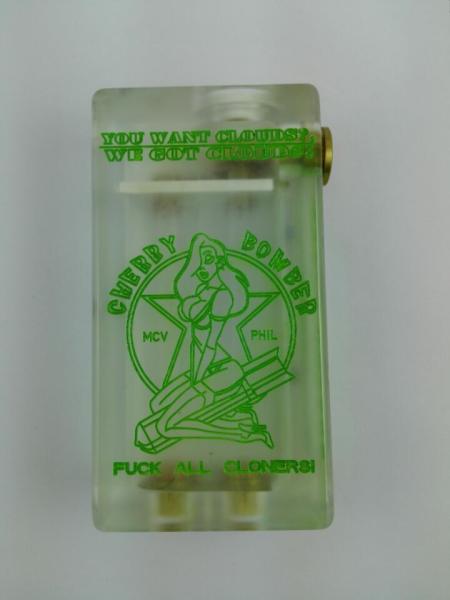 YOU WANT CLOUDS?,
WE GOT CLOUDS!
CHERRY BOMBER
MCV PHIL
FUCK ALL CLONERS!